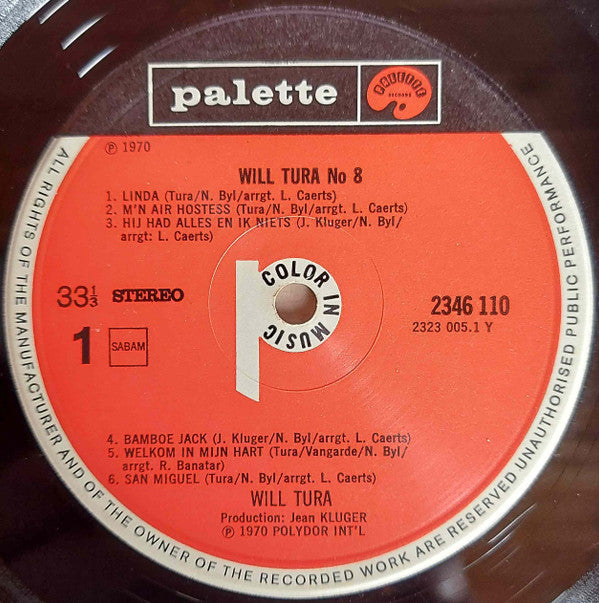 palette
PALETTE
RECORDS
℗ 1970
WILL TURA No 8
1. LINDA (Tura/N. Byl/arrgt. L. Caerts)
2. M'N AIR HOSTESS (Tura/N. Byl/arrgt. L. Caerts)
3. HIJ HAD ALLES EN IK NIETS (J. Kluger/N. Byl/
arrgt: L. Caerts)
COLOR IN MUSIC
33⅓ STEREO
1 SABAM
2346 110
2323 005.1 Y
4. BAMBOE JACK (J. Kluger/N. Byl/arrgt. L. Caerts)
5. WELKOM IN MIJN HART (Tura/Vangarde/N. Byl/
arrgt. R. Banatar)
6. SAN MIGUEL (Tura/N. Byl/arrgt. L. Caerts)
WILL TURA
Production: Jean KLUGER
℗ 1970 POLYDOR INT'L
ALL RIGHTS OF THE MANUFACTURER AND OF THE OWNER OF THE RECORDED WORK ARE RESERVED UNAUTHORISED PUBLIC PERFORMANCE